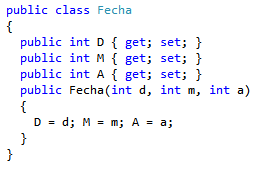 public class Fecha
{
  public int D { get; set; }
  public int M { get; set; }
  public int A { get; set; }
  public Fecha(int d, int m, int a)
  {
    D = d; M = m; A = a;
  }
}